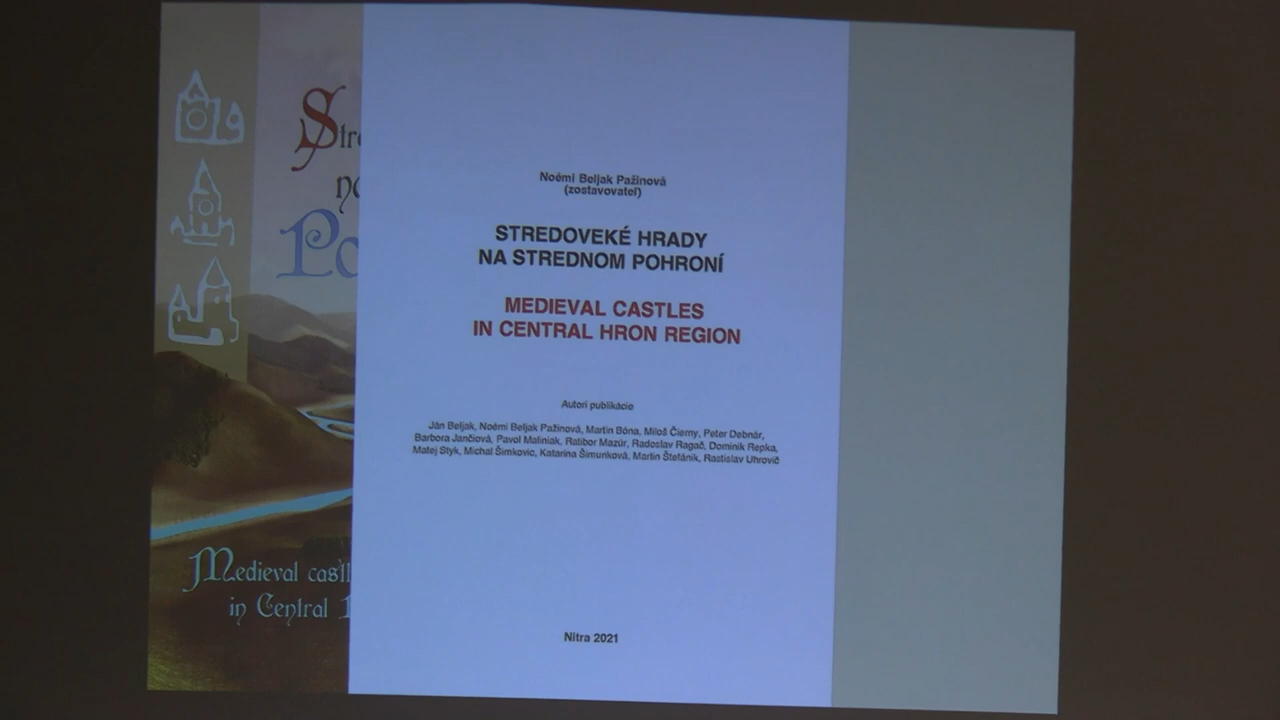 Noémi Beljak Pažinová
(zostavovateľ)
STREDOVEKÉ HRADY
NA STREDNOM POHRONÍ
MEDIEVAL CASTLES
IN CENTRAL HRON REGION
Autori publikácie
Ján Beljak, Noémi Beljak Pažinová, Martin Bóna, Miloš Čierny, Peter Debnár,
Barbora Jančiová, Pavol Maliniak, Ratibor Mazúr, Radoslav Ragač, Dominik Repka,
Matej Styk, Michal Šimkovic, Katarína Šimunková, Martin Štefánik, Rastislav Uhrovič
Nitra 2021
Medieval castl
in Central